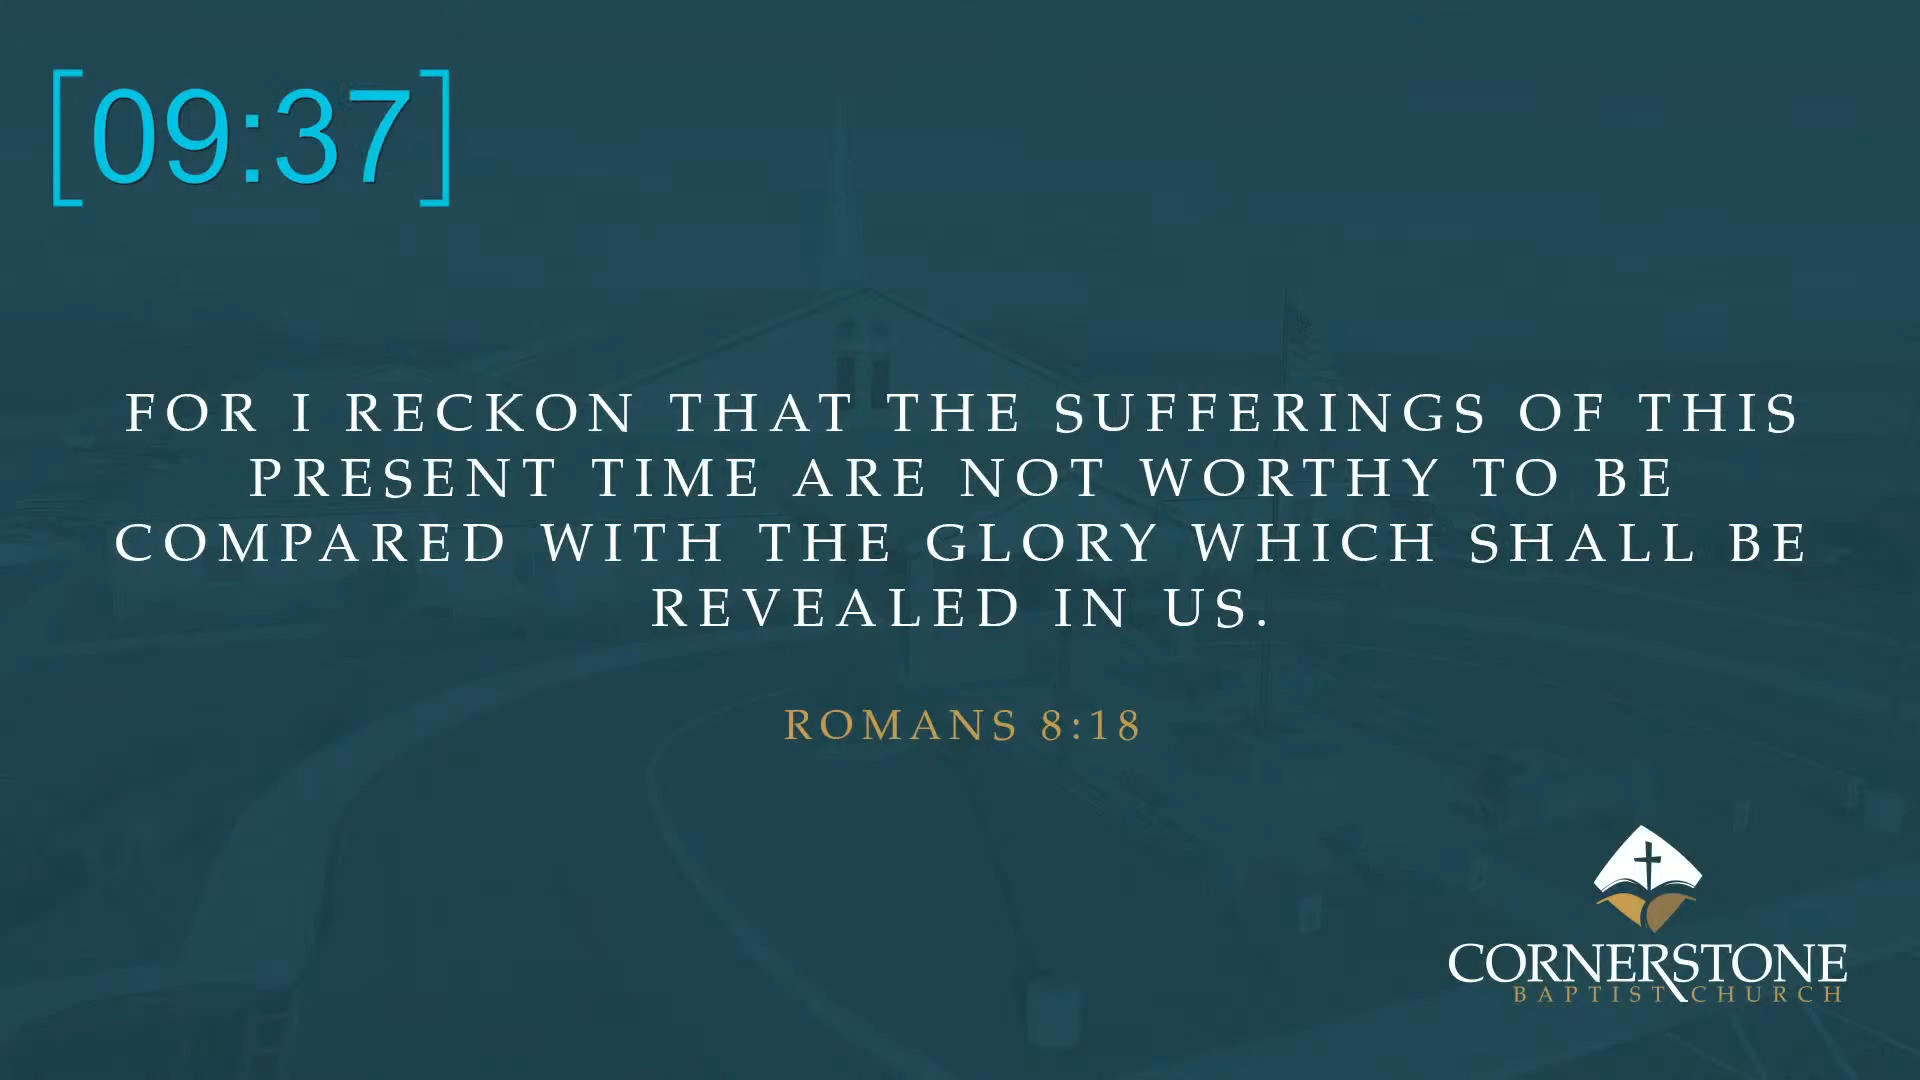 [09:37]
FOR I RECKON THAT THE SUFFERINGS OF THIS
PRESENT TIME ARE NOT WORTHY TO BE
COMPARED WITH THE GLORY WHICH SHALL BE
REVEALED IN US.
ROMANS 8:18
CORNERSTONE
BAPTIST CHURCH